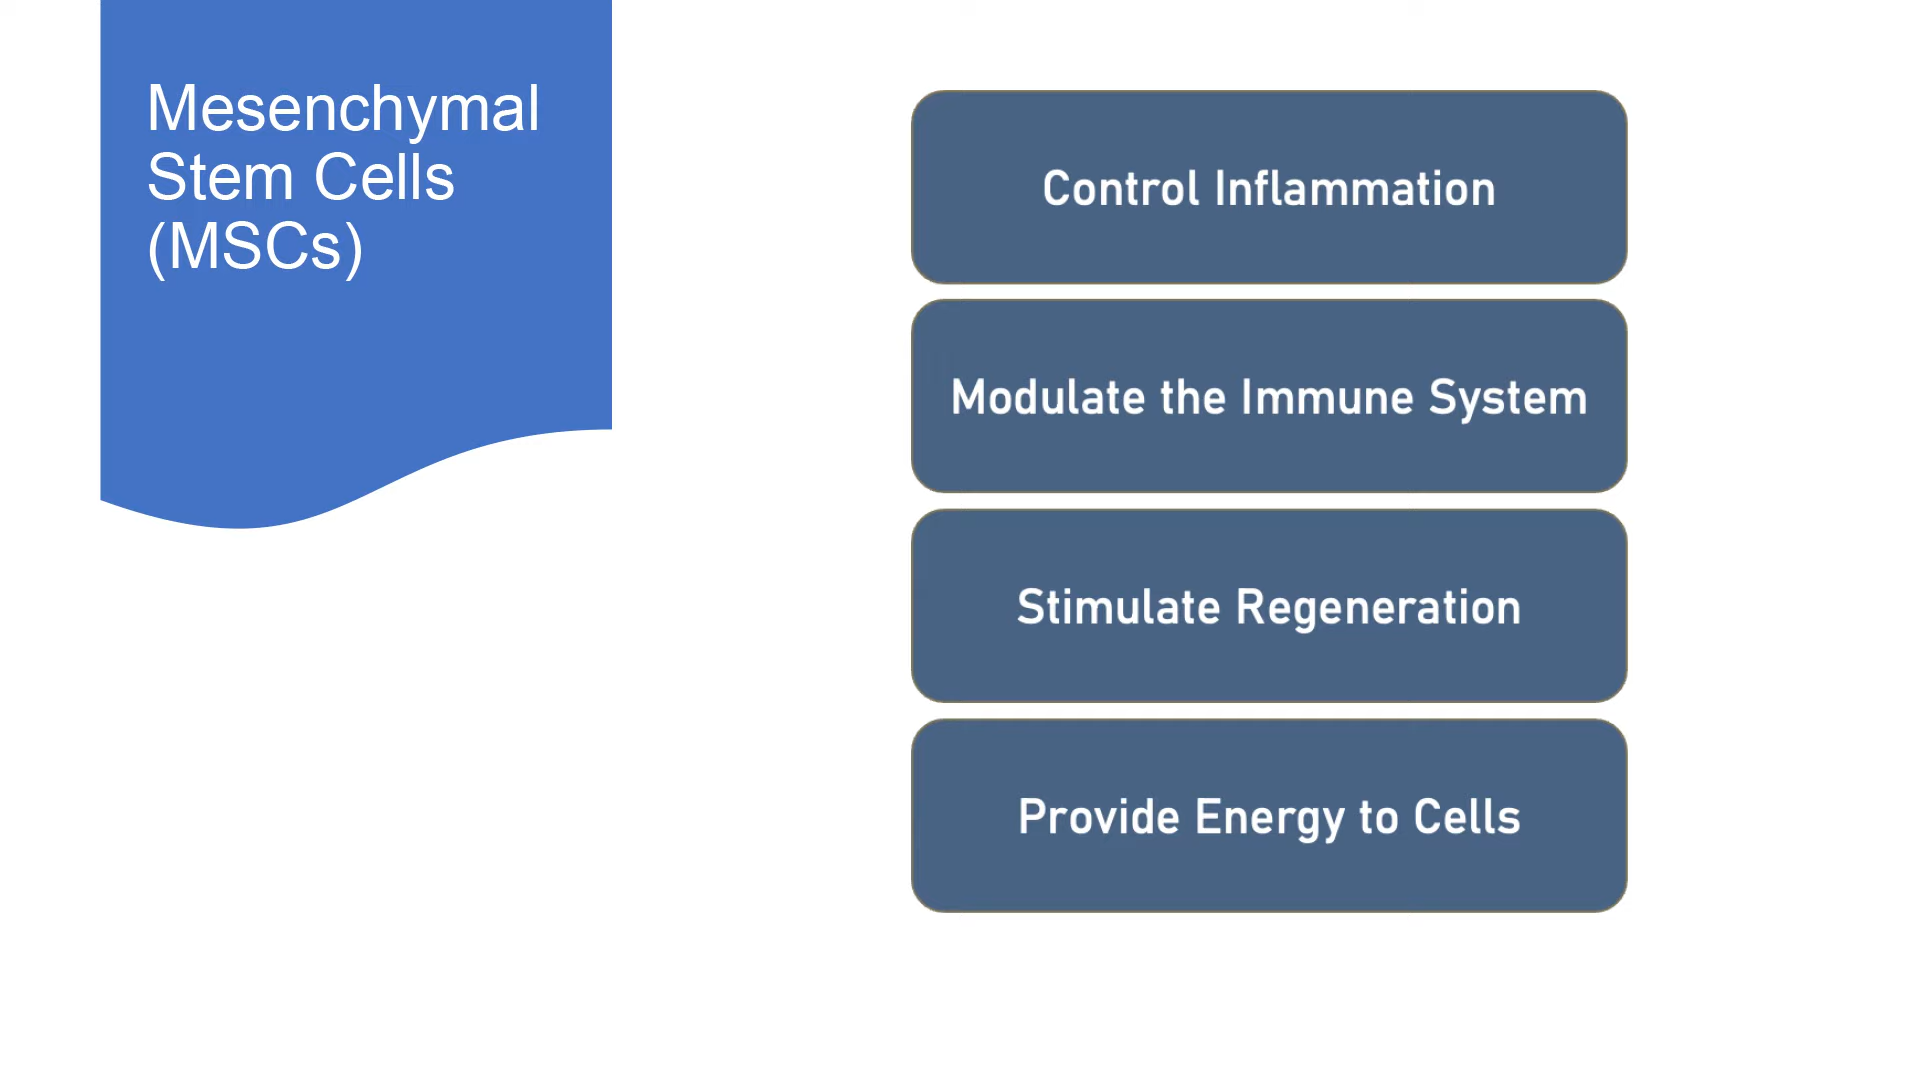 Mesenchymal
Stem Cells
(MSCs)
Control Inflammation
Modulate the Immune System
Stimulate Regeneration
Provide Energy to Cells